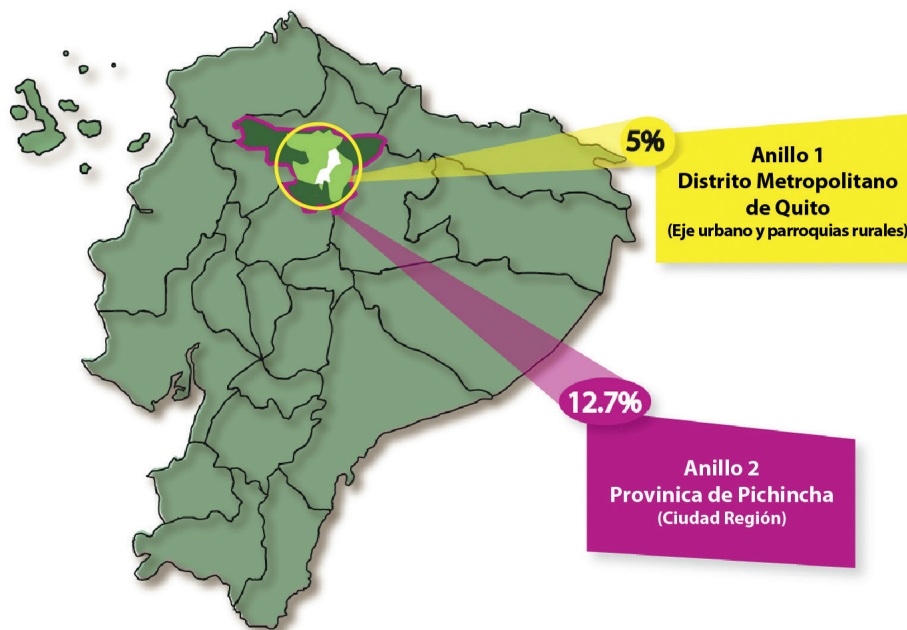 5%
Anillo 1
Distrito Metropolitano
de Quito
(Eje urbano y parroquias rurales)
12.7%
Anillo 2
Provinica de Pichincha
(Ciudad Región)